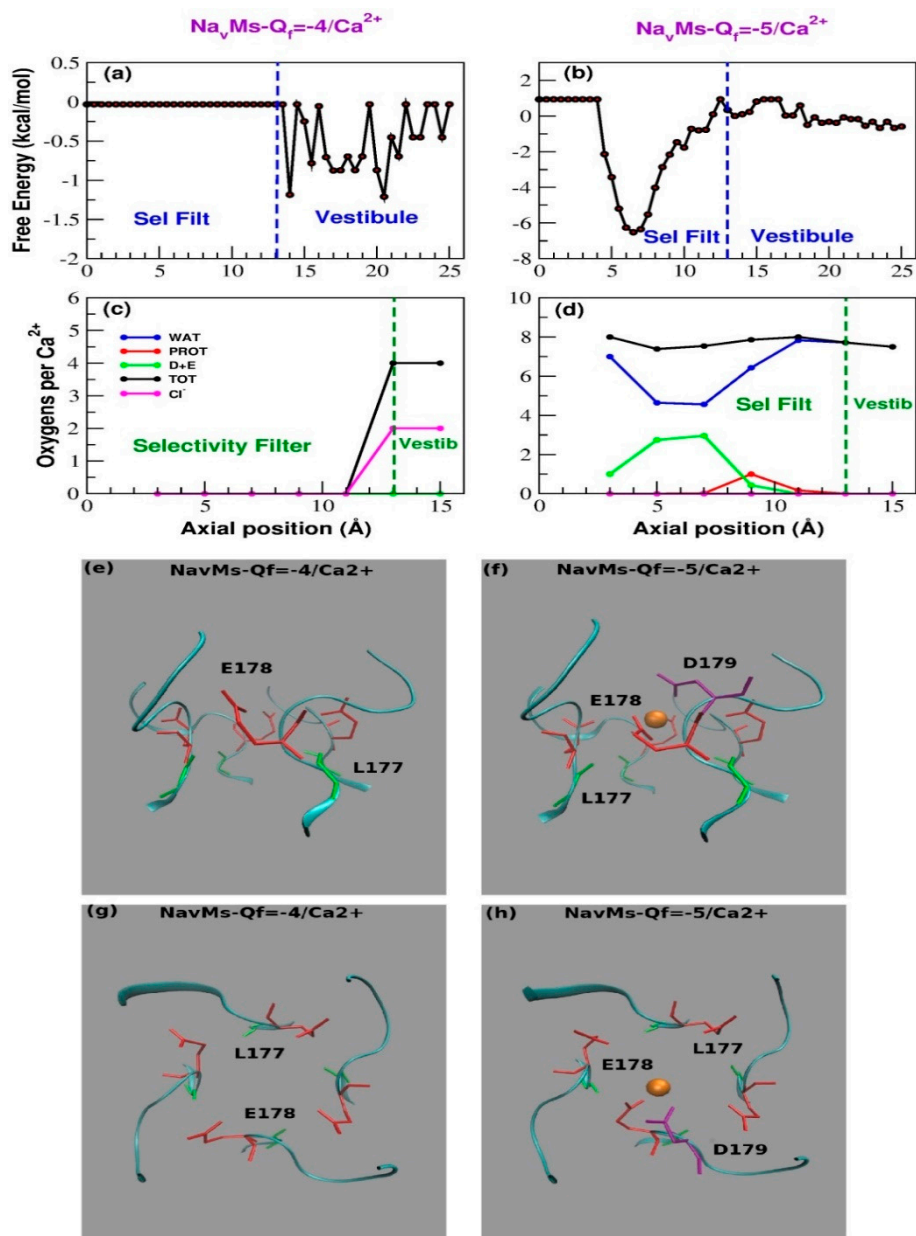 NavMs-Qf=-4/Ca2+
NavMs-Qf=-5/Ca2+
(a)
0.5
0
-0.5
-1
-1.5
-2
Free Energy (kcal/mol)
Sel Filt
Vestibule
0 5 10 15 20 25
(b)
2
0
-2
-4
-6
-8
Sel Filt
Vestibule
0 5 10 15 20 25
(c)
6
5
4
3
2
1
0
Oxygens per Ca2+
WAT
PROT
D+E
TOT
Cl-
Selectivity Filter
Vestib
0 5 10 15
Axial position (Å)
(d)
10
8
6
4
2
0
Sel Filt
Vestib
0 5 10 15
Axial position (Å)
(e)
NavMs-Qf=-4/Ca2+
E178
L177
(f)
NavMs-Qf=-5/Ca2+
D179
E178
L177
(g)
NavMs-Qf=-4/Ca2+
L177
E178
(h)
NavMs-Qf=-5/Ca2+
L177
E178
D179